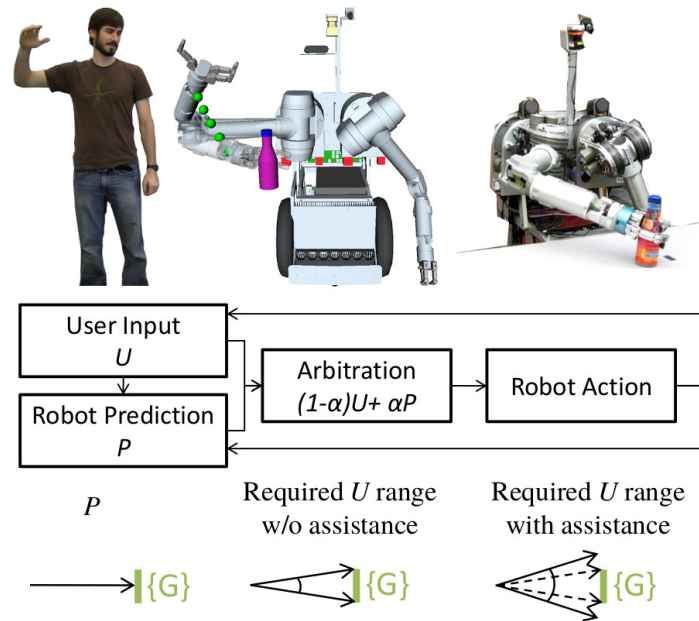 User Input
U
Robot Prediction
P
Arbitration
(1-α)U+ αP
Robot Action
P
Required U range
w/o assistance
Required U range
with assistance
{G}
{G}
{G}